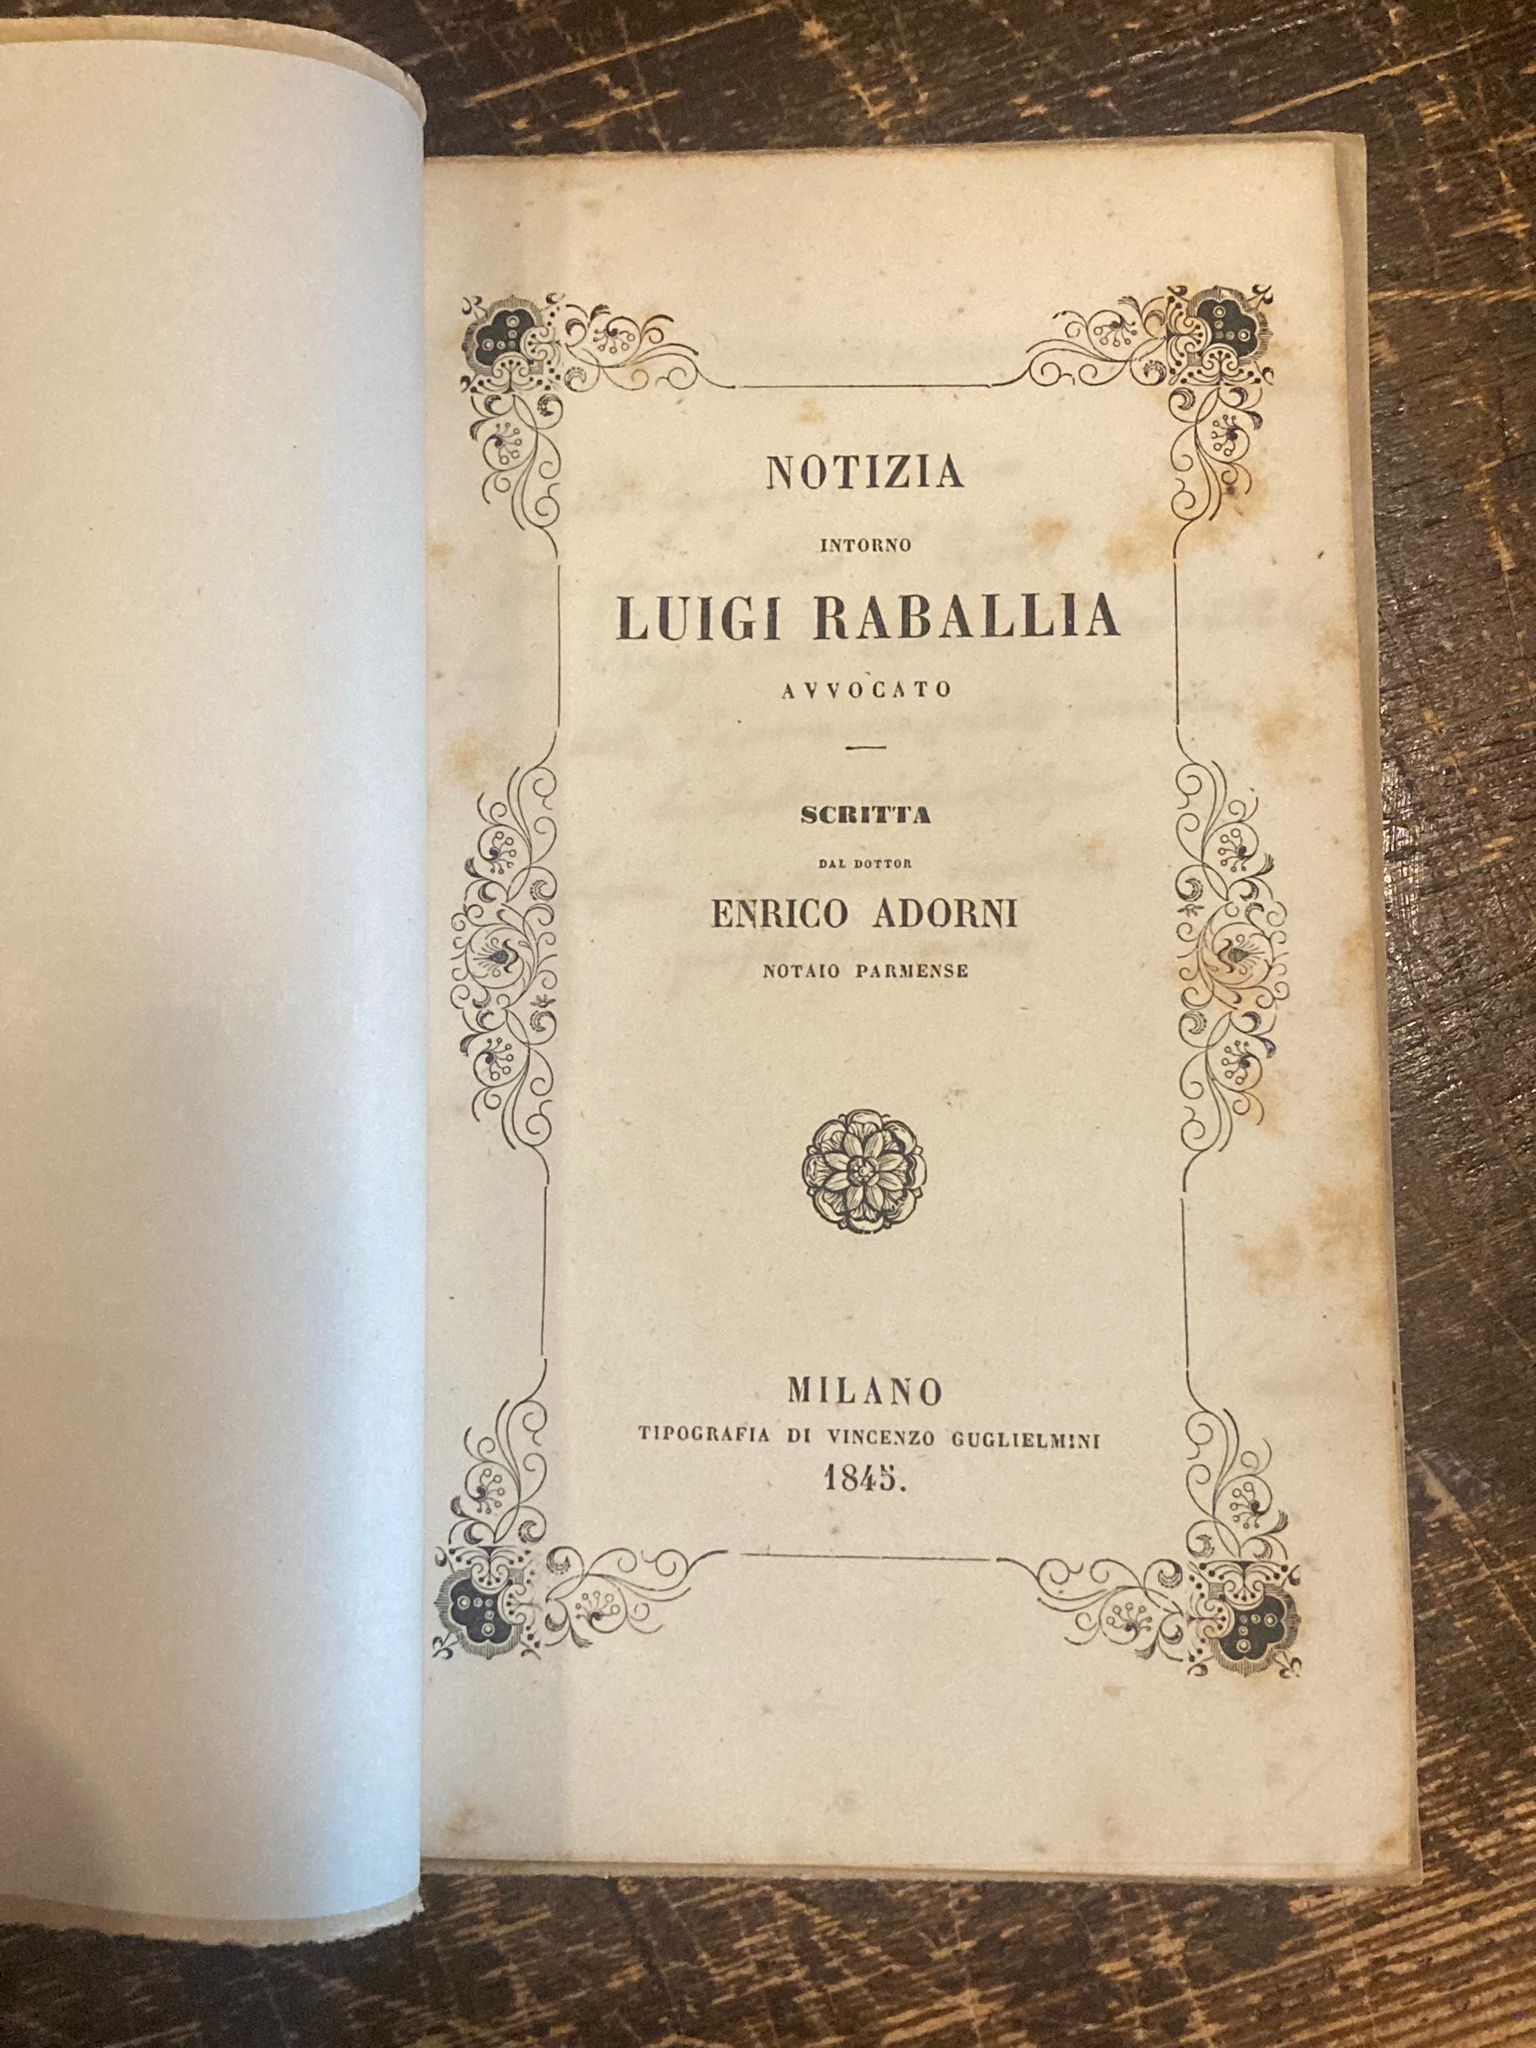 NOTIZIA
INTORNO
LUIGI RABALLIA
AVVOCATO
SCRITTA
DAL DOTTOR
ENRICO ADORNI
NOTAIO PARMENSE
MILANO
TIPOGRAFIA DI VINCENZO GUGLIELMINI
1845.